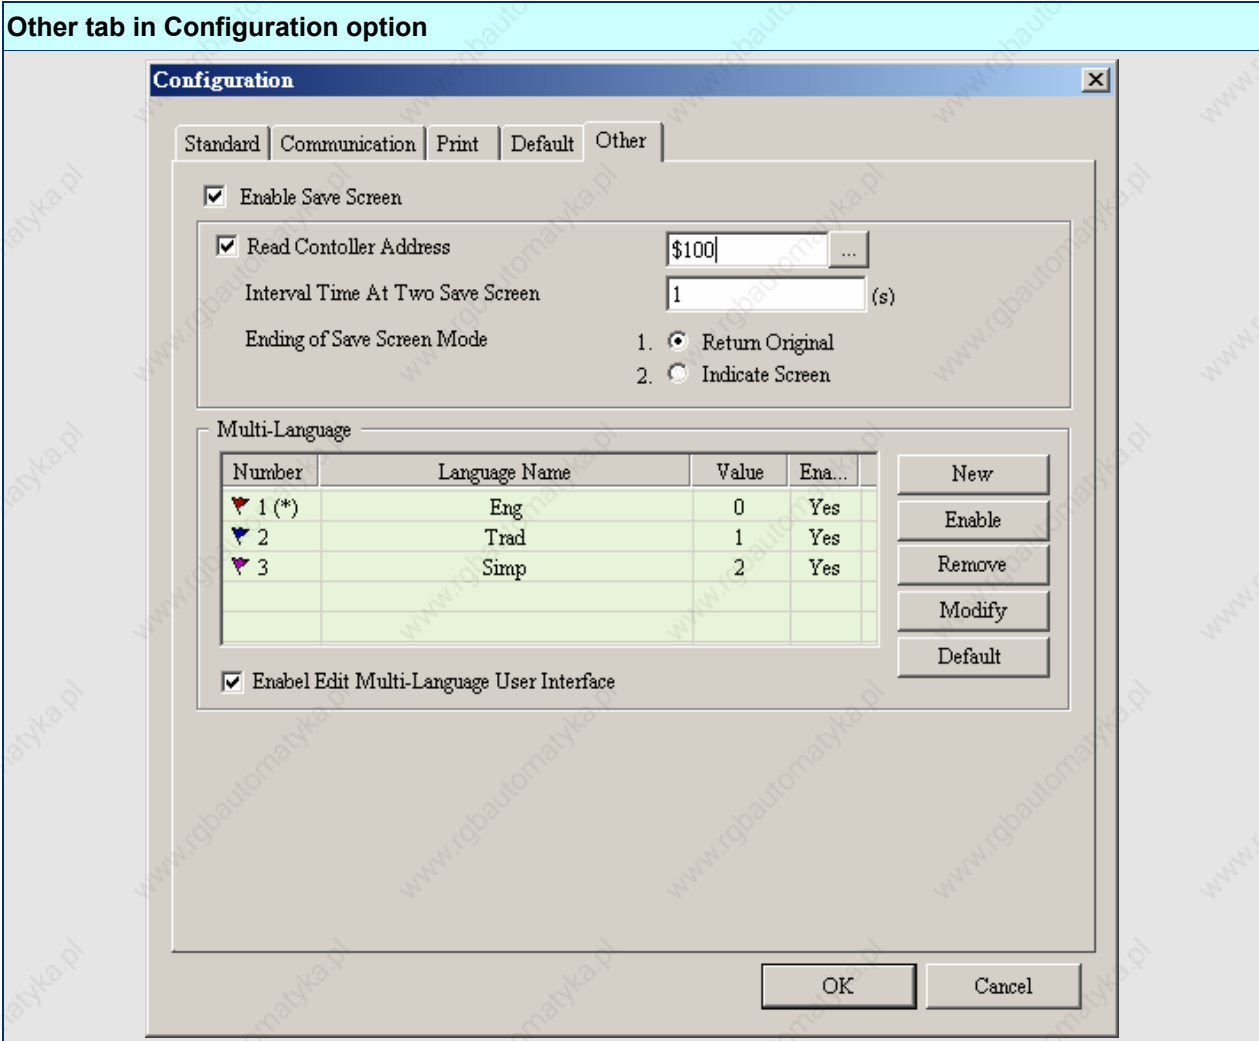 Other tab in Configuration option
Configuration
Standard Communication Print Default Other
Enable Save Screen
Read Contoller Address $100 ...
Interval Time At Two Save Screen 1 (s)
Ending of Save Screen Mode 1. Return Original
2. Indicate Screen
Multi-Language
Number Language Name Value Ena... New
1 (*) Eng 0 Yes Enable
2 Trad 1 Yes
3 Simp 2 Yes Remove
Modify
Default
Enabel Edit Multi-Language User Interface
OK Cancel
www.rgbautomatyka.pl